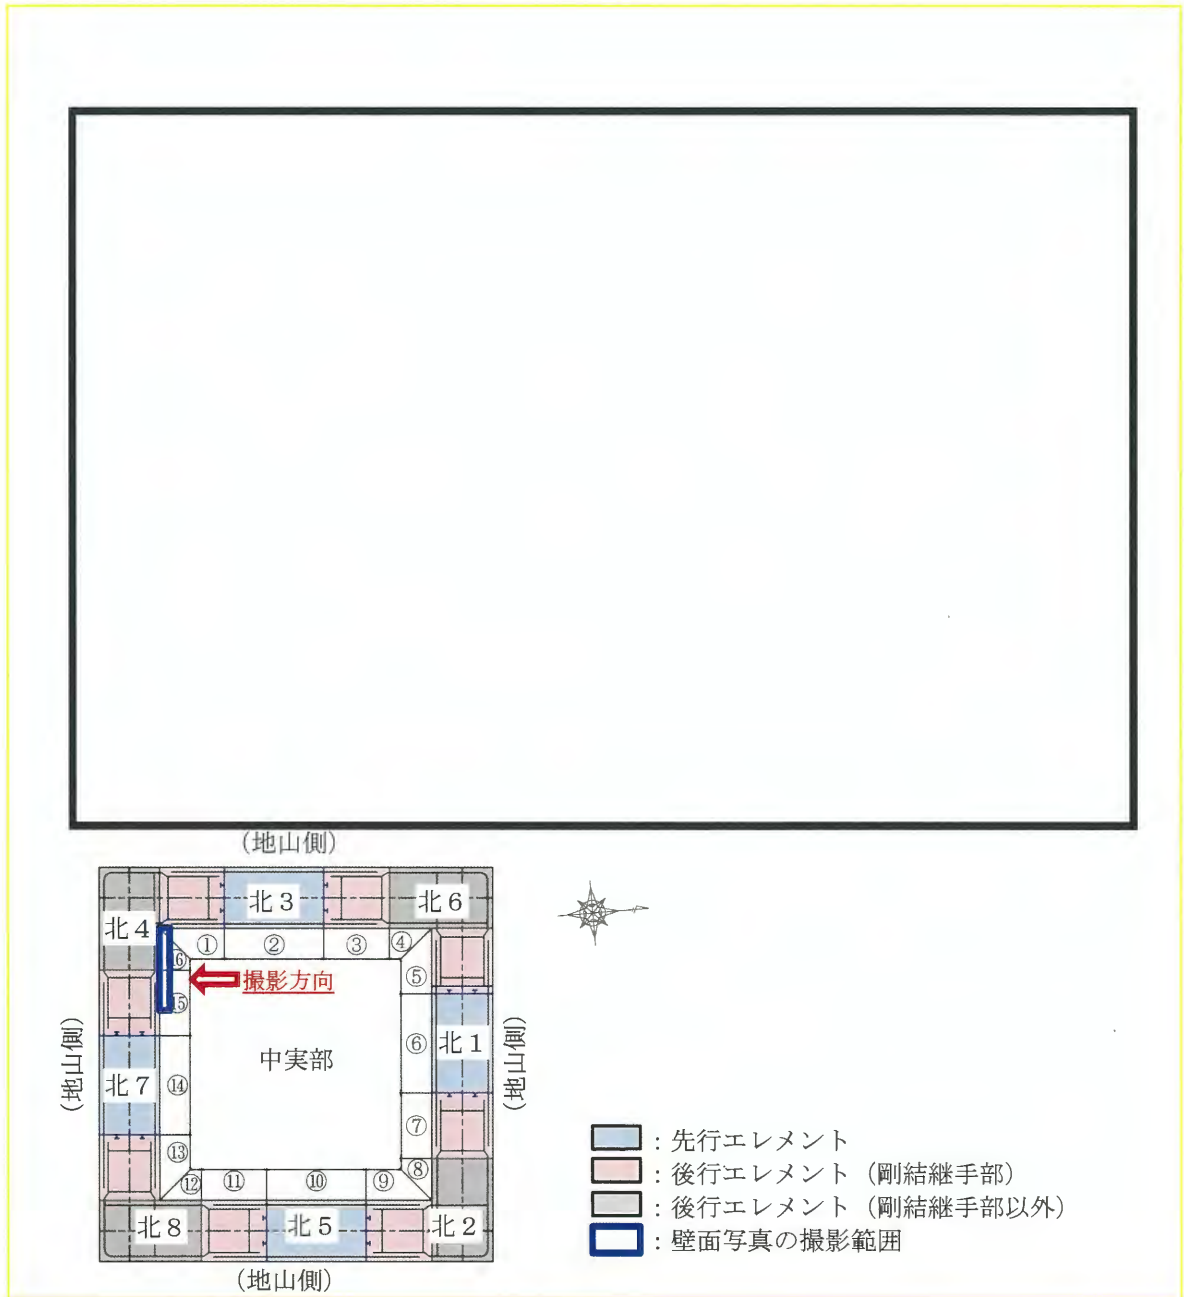 (地山側)
北3
北6
北4
①
②
③
④
⑯
⑤
撮影方向
⑮
(地山側)
中実部
⑥
北1
(地山側)
北7
⑭
⑦
⑬
⑧
⑫
⑪
⑩
⑨
北8
北5
北2
(地山側)
：先行エレメント
：後行エレメント（剛結継手部）
：後行エレメント（剛結継手部以外）
：壁面写真の撮影範囲